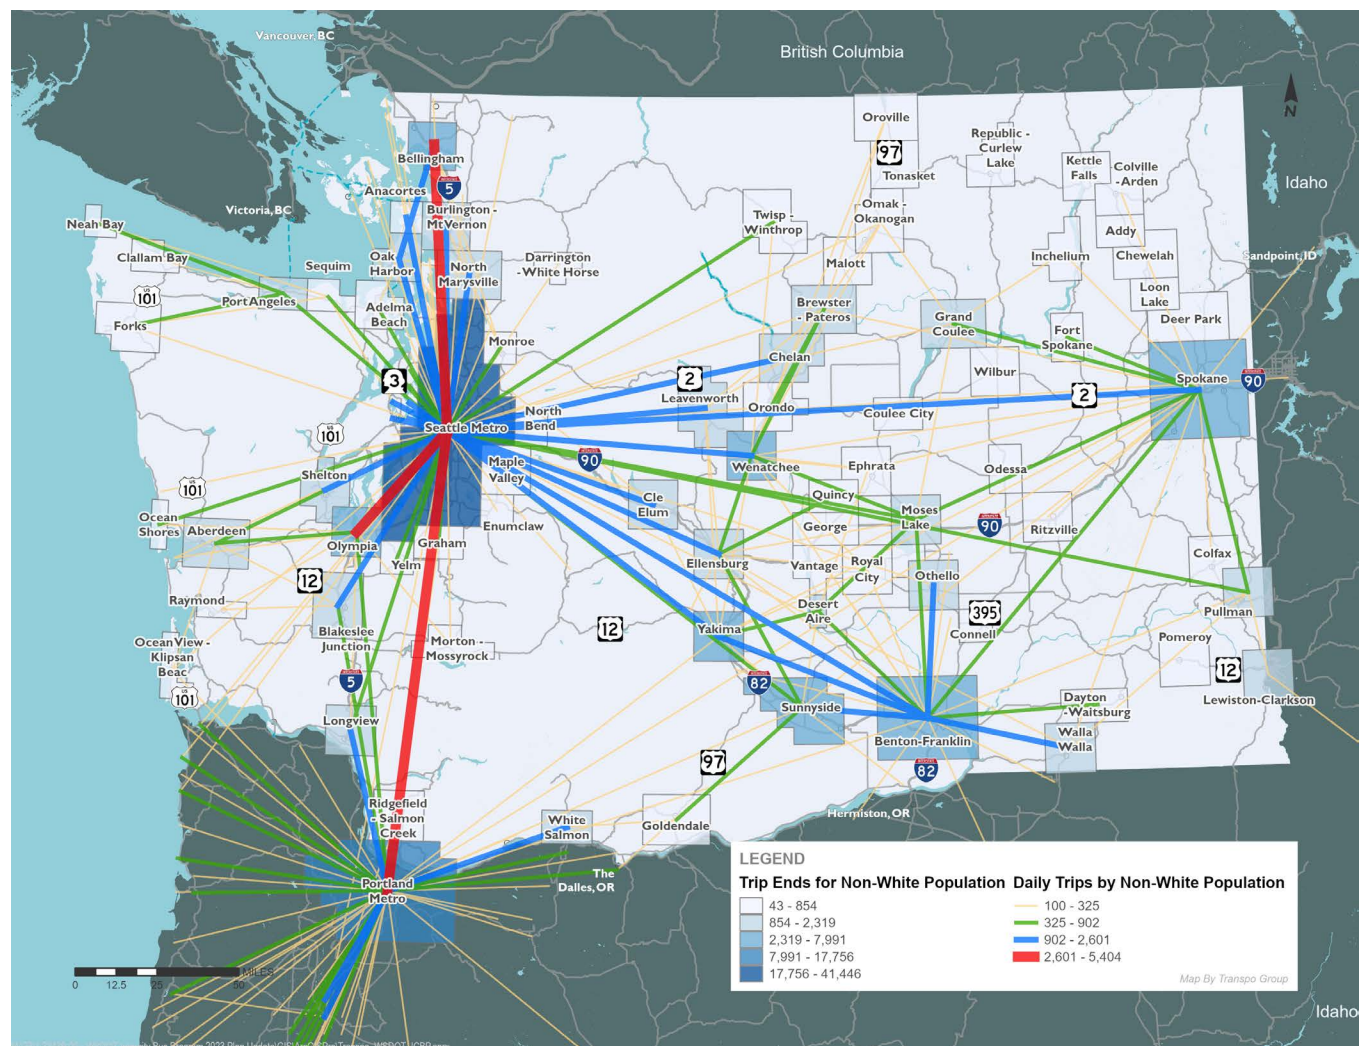 Vancouver, BC
British Columbia
N
Oroville
97
Tonasket
Republic -
Curlew
Lake
Kettle
Falls
Colville
-Arden
Idaho
Bellingham
5
Anacortes
Victoria, BC
Burlington -
Mt Vernon
Neah Bay
Twisp -
Winthrop
Omak -
Okanogan
Addy
Clallam Bay
Sequim
Oak
Harbor
North
Marysville
Darrington
-White Horse
Malott
Inchelium
Chewelah
Sandpoint, ID
US
101
Port Angeles
Adelma
Beach
Brewster
- Pateros
Loon
Lake
Forks
Grand
Coulee
Fort
Spokane
Deer Park
Monroe
Chelan
3
2
Leavenworth
Wilbur
Spokane
90
2
North
Bend
Orondo
Coulee City
Seattle Metro
101
90
Maple
Valley
Wenatchee
Ephrata
Odessa
Shelton
101
Cle
Elum
Quincy
Ocean
Shores
Aberdeen
Enumclaw
George
Moses
Lake
90
Ritzville
Olympia
Graham
Yelm
Ellensburg
Vantage
Royal
City
Othello
Colfax
12
Raymond
Desert
Aire
395
Pullman
12
Yakima
Connell
Ocean View -
Klipsan
Beac
Blakeslee
Junction
Morton -
Mossyrock
Pomeroy
5
82
12
101
Longview
Sunnyside
Dayton
-Waitsburg
Lewiston-Clarkson
Benton-Franklin
Walla
Walla
97
82
Ridgefield
- Salmon
Creek
White
Salmon
Goldendale
Hermiston, OR
The
Dalles, OR
Portland
Metro
LEGEND
Trip Ends for Non-White Population
43 - 854
854 - 2,319
2,319 - 7,991
7,991 - 17,756
17,756 - 41,446
Daily Trips by Non-White Population
100 - 325
325 - 902
902 - 2,601
2,601 - 5,404
Map By Transpo Group
MILES
0 12.5 25 50
Idaho